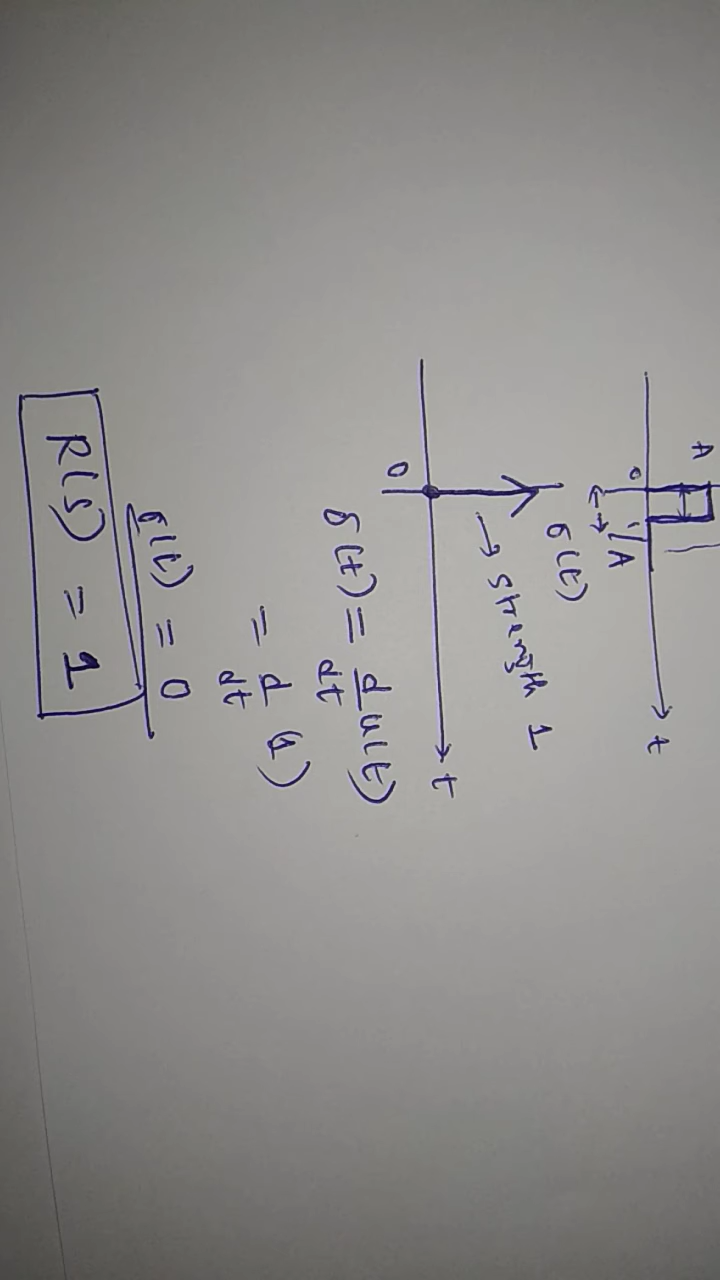 A
0 1/A t
δ(t)
→ strength 1
0 t
δ(t) = d/dt u(t)
= d/dt (1)
δ(t) = 0
R(s) = 1